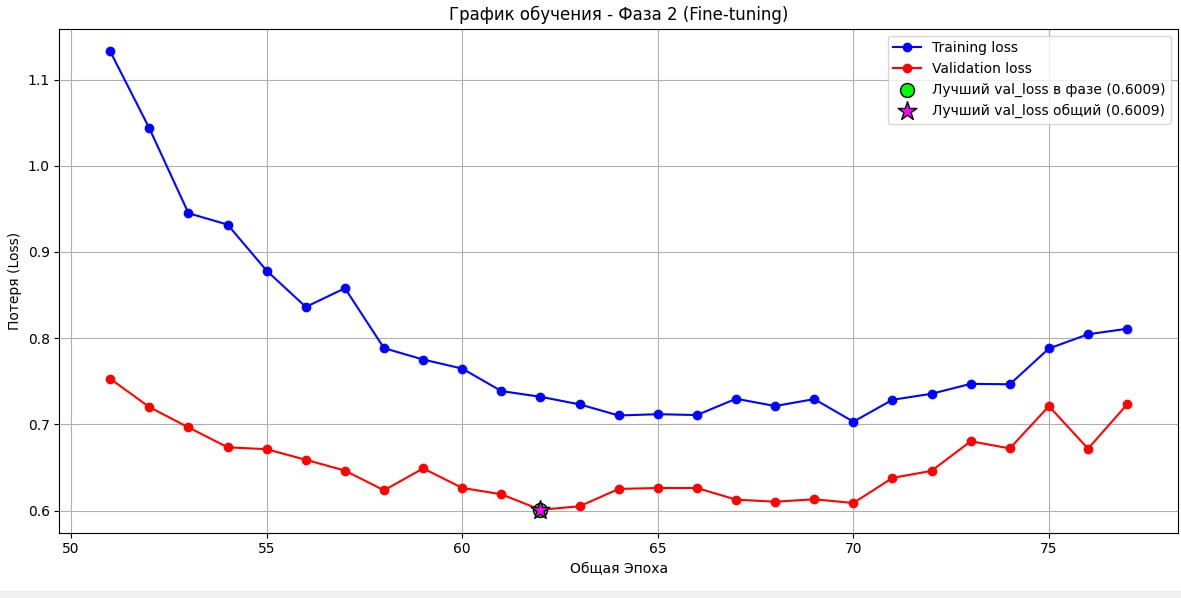 График обучения - Фаза 2 (Fine-tuning)
Training loss
Validation loss
Лучший val_loss в фазе (0.6009)
Лучший val_loss общий (0.6009)
Потеря (Loss)
1.1
1.0
0.9
0.8
0.7
0.6
50 55 60 65 70 75
Общая Эпоха